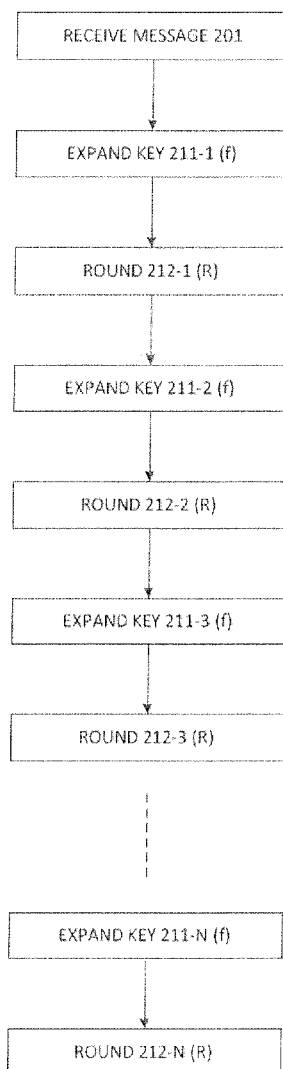 RECEIVE MESSAGE 201
EXPAND KEY 211-1 (f)
ROUND 212-1 (R)
EXPAND KEY 211-2 (f)
ROUND 212-2 (R)
EXPAND KEY 211-3 (f)
ROUND 212-3 (R)
EXPAND KEY 211-N (f)
ROUND 212-N (R)